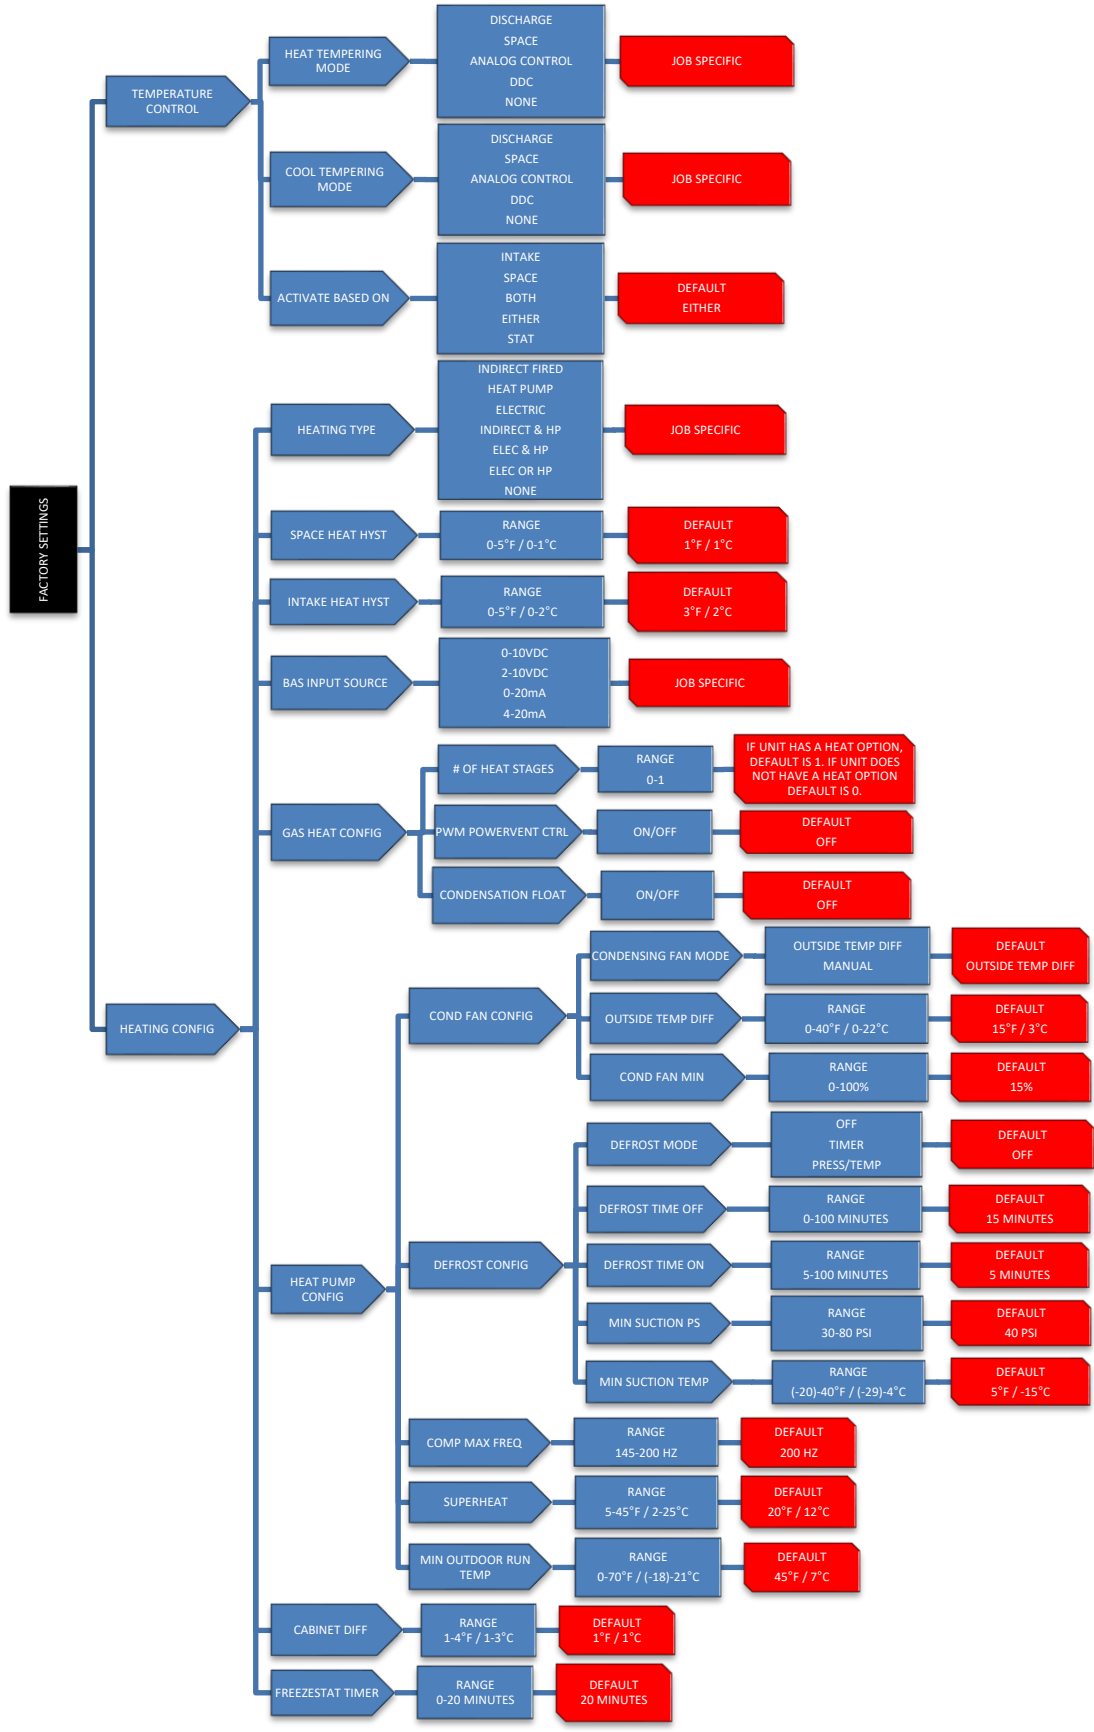 FACTORY SETTINGS
TEMPERATURE
CONTROL
HEAT TEMPERING
MODE
DISCHARGE
SPACE
ANALOG CONTROL
DDC
NONE
JOB SPECIFIC
COOL TEMPERING
MODE
DISCHARGE
SPACE
ANALOG CONTROL
DDC
NONE
JOB SPECIFIC
ACTIVATE BASED ON
INTAKE
SPACE
BOTH
EITHER
STAT
DEFAULT
EITHER
HEATING CONFIG
HEATING TYPE
INDIRECT FIRED
HEAT PUMP
ELECTRIC
INDIRECT & HP
ELEC & HP
ELEC OR HP
NONE
JOB SPECIFIC
SPACE HEAT HYST
RANGE
0-5°F / 0-1°C
DEFAULT
1°F / 1°C
INTAKE HEAT HYST
RANGE
0-5°F / 0-2°C
DEFAULT
3°F / 2°C
BAS INPUT SOURCE
0-10VDC
2-10VDC
0-20mA
4-20mA
JOB SPECIFIC
GAS HEAT CONFIG
# OF HEAT STAGES
RANGE
0-1
IF UNIT HAS A HEAT OPTION,
DEFAULT IS 1. IF UNIT DOES
NOT HAVE A HEAT OPTION
DEFAULT IS 0.
PWM POWERVENT CTRL
ON/OFF
DEFAULT
OFF
CONDENSATION FLOAT
ON/OFF
DEFAULT
OFF
HEAT PUMP
CONFIG
COND FAN CONFIG
CONDENSING FAN MODE
OUTSIDE TEMP DIFF
MANUAL
DEFAULT
OUTSIDE TEMP DIFF
OUTSIDE TEMP DIFF
RANGE
0-40°F / 0-22°C
DEFAULT
15°F / 3°C
COND FAN MIN
RANGE
0-100%
DEFAULT
15%
DEFROST CONFIG
DEFROST MODE
OFF
TIMER
PRESS/TEMP
DEFAULT
OFF
DEFROST TIME OFF
RANGE
0-100 MINUTES
DEFAULT
15 MINUTES
DEFROST TIME ON
RANGE
5-100 MINUTES
DEFAULT
5 MINUTES
MIN SUCTION PS
RANGE
30-80 PSI
DEFAULT
40 PSI
MIN SUCTION TEMP
RANGE
(-20)-40°F / (-29)-4°C
DEFAULT
5°F / -15°C
COMP MAX FREQ
RANGE
145-200 HZ
DEFAULT
200 HZ
SUPERHEAT
RANGE
5-45°F / 2-25°C
DEFAULT
20°F / 12°C
MIN OUTDOOR RUN
TEMP
RANGE
0-70°F / (-18)-21°C
DEFAULT
45°F / 7°C
CABINET DIFF
RANGE
1-4°F / 1-3°C
DEFAULT
1°F / 1°C
FREEZESTAT TIMER
RANGE
0-20 MINUTES
DEFAULT
20 MINUTES